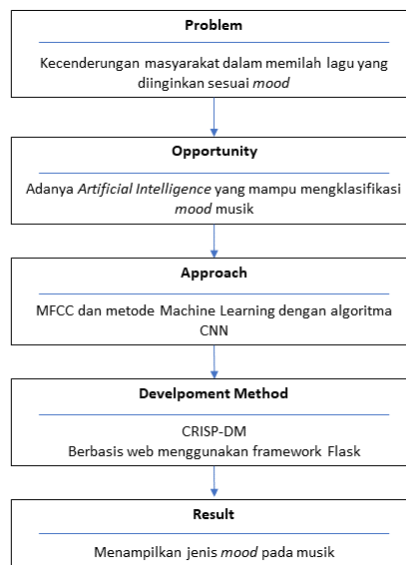 Problem
Kecenderungan masyarakat dalam memilah lagu yang
diinginkan sesuai mood
Opportunity
Adanya Artificial Intelligence yang mampu mengklasifikasi
mood musik
Approach
MFCC dan metode Machine Learning dengan algoritma
CNN
Develpoment Method
CRISP-DM
Berbasis web menggunakan framework Flask
Result
Menampilkan jenis mood pada musik